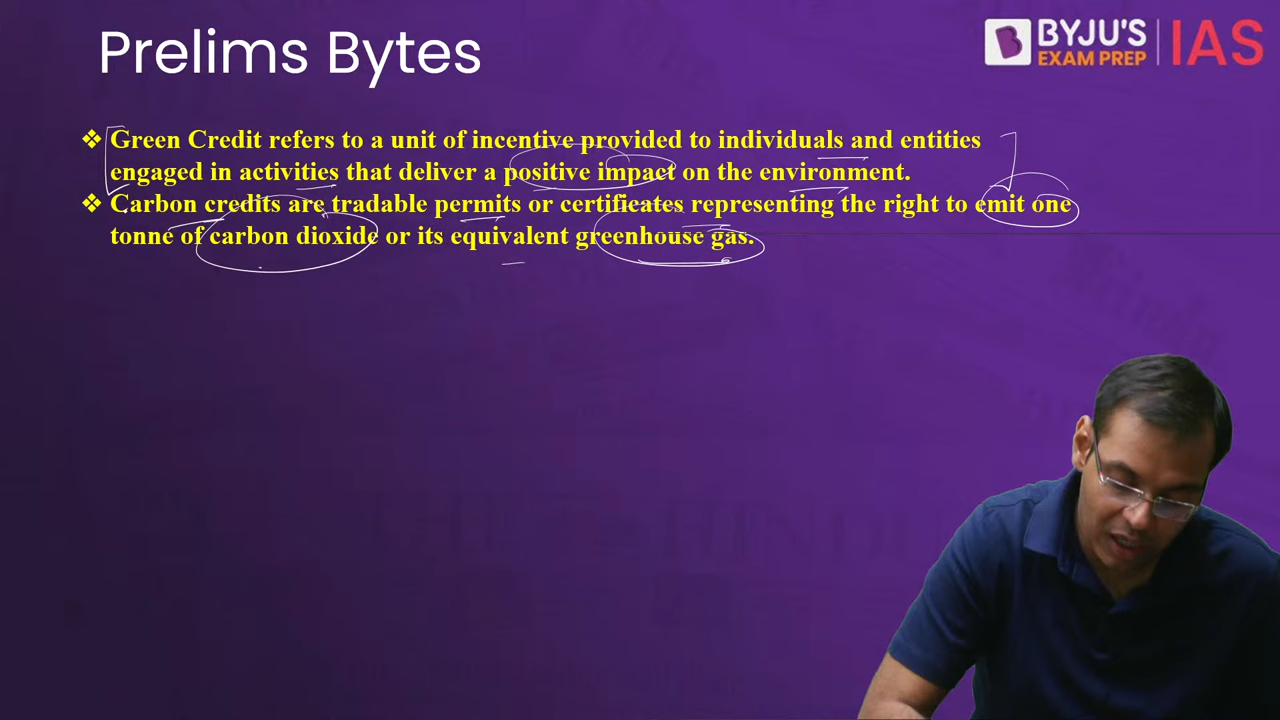 Prelims Bytes
BYJU'S
EXAM PREP
IAS
❖ Green Credit refers to a unit of incentive provided to individuals and entities
engaged in activities that deliver a positive impact on the environment.
❖ Carbon credits are tradable permits or certificates representing the right to emit one
tonne of carbon dioxide or its equivalent greenhouse gas.